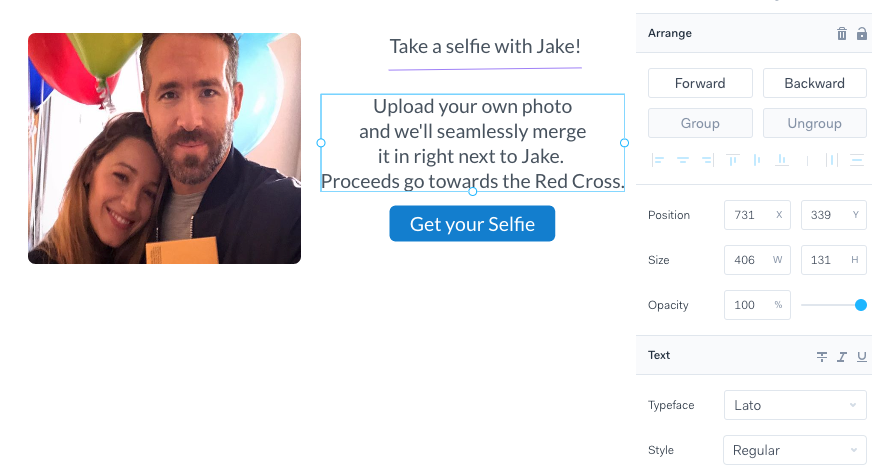 Take a selfie with Jake!
Upload your own photo
and we'll seamlessly merge
it in right next to Jake.
Proceeds go towards the Red Cross.
Get your Selfie
Arrange
Forward Backward
Group Ungroup
Position 731 X 339 Y
Size 406 W 131 H
Opacity 100 %
Text T I U
Typeface Lato
Style Regular